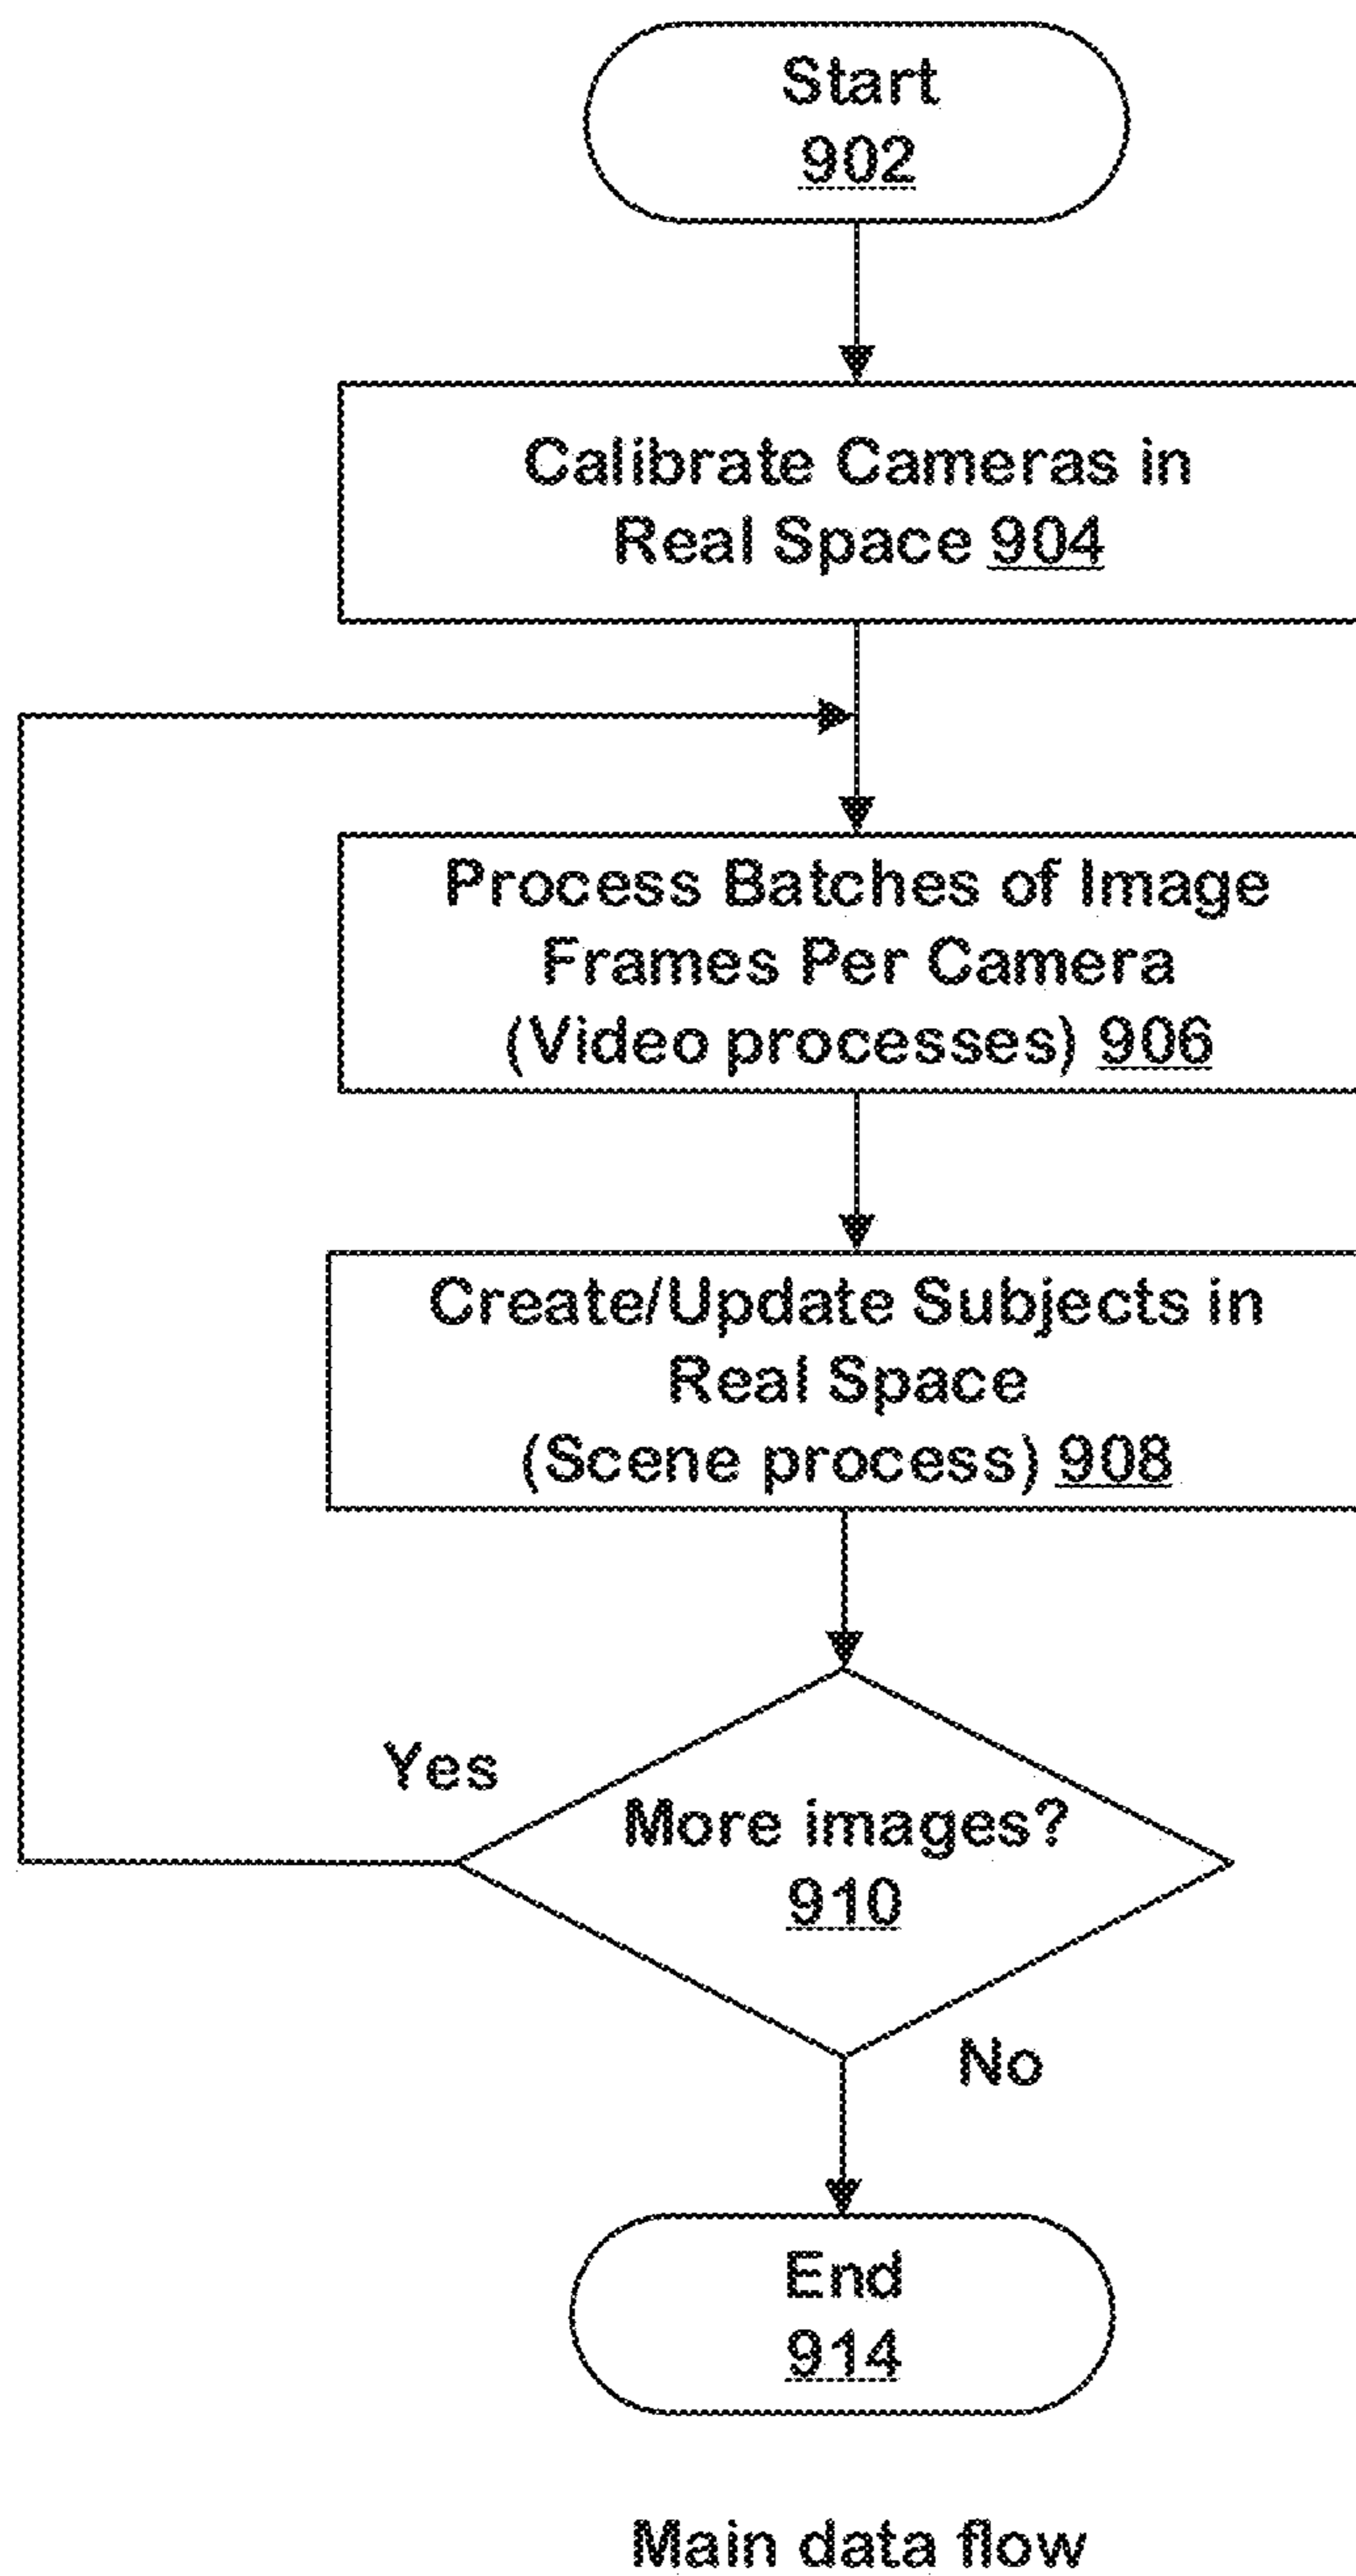 Start
902
Calibrate Cameras in
Real Space 904
Process Batches of Image
Frames Per Camera
(Video processes) 906
Create/Update Subjects in
Real Space
(Scene process) 908
Yes
More images?
910
No
End
914
Main data flow